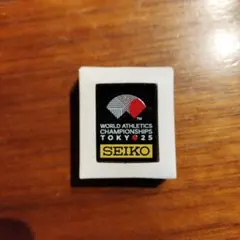 WORLD ATHLETICS
CHAMPIONSHIPS
TOKYO 25
SEIKO